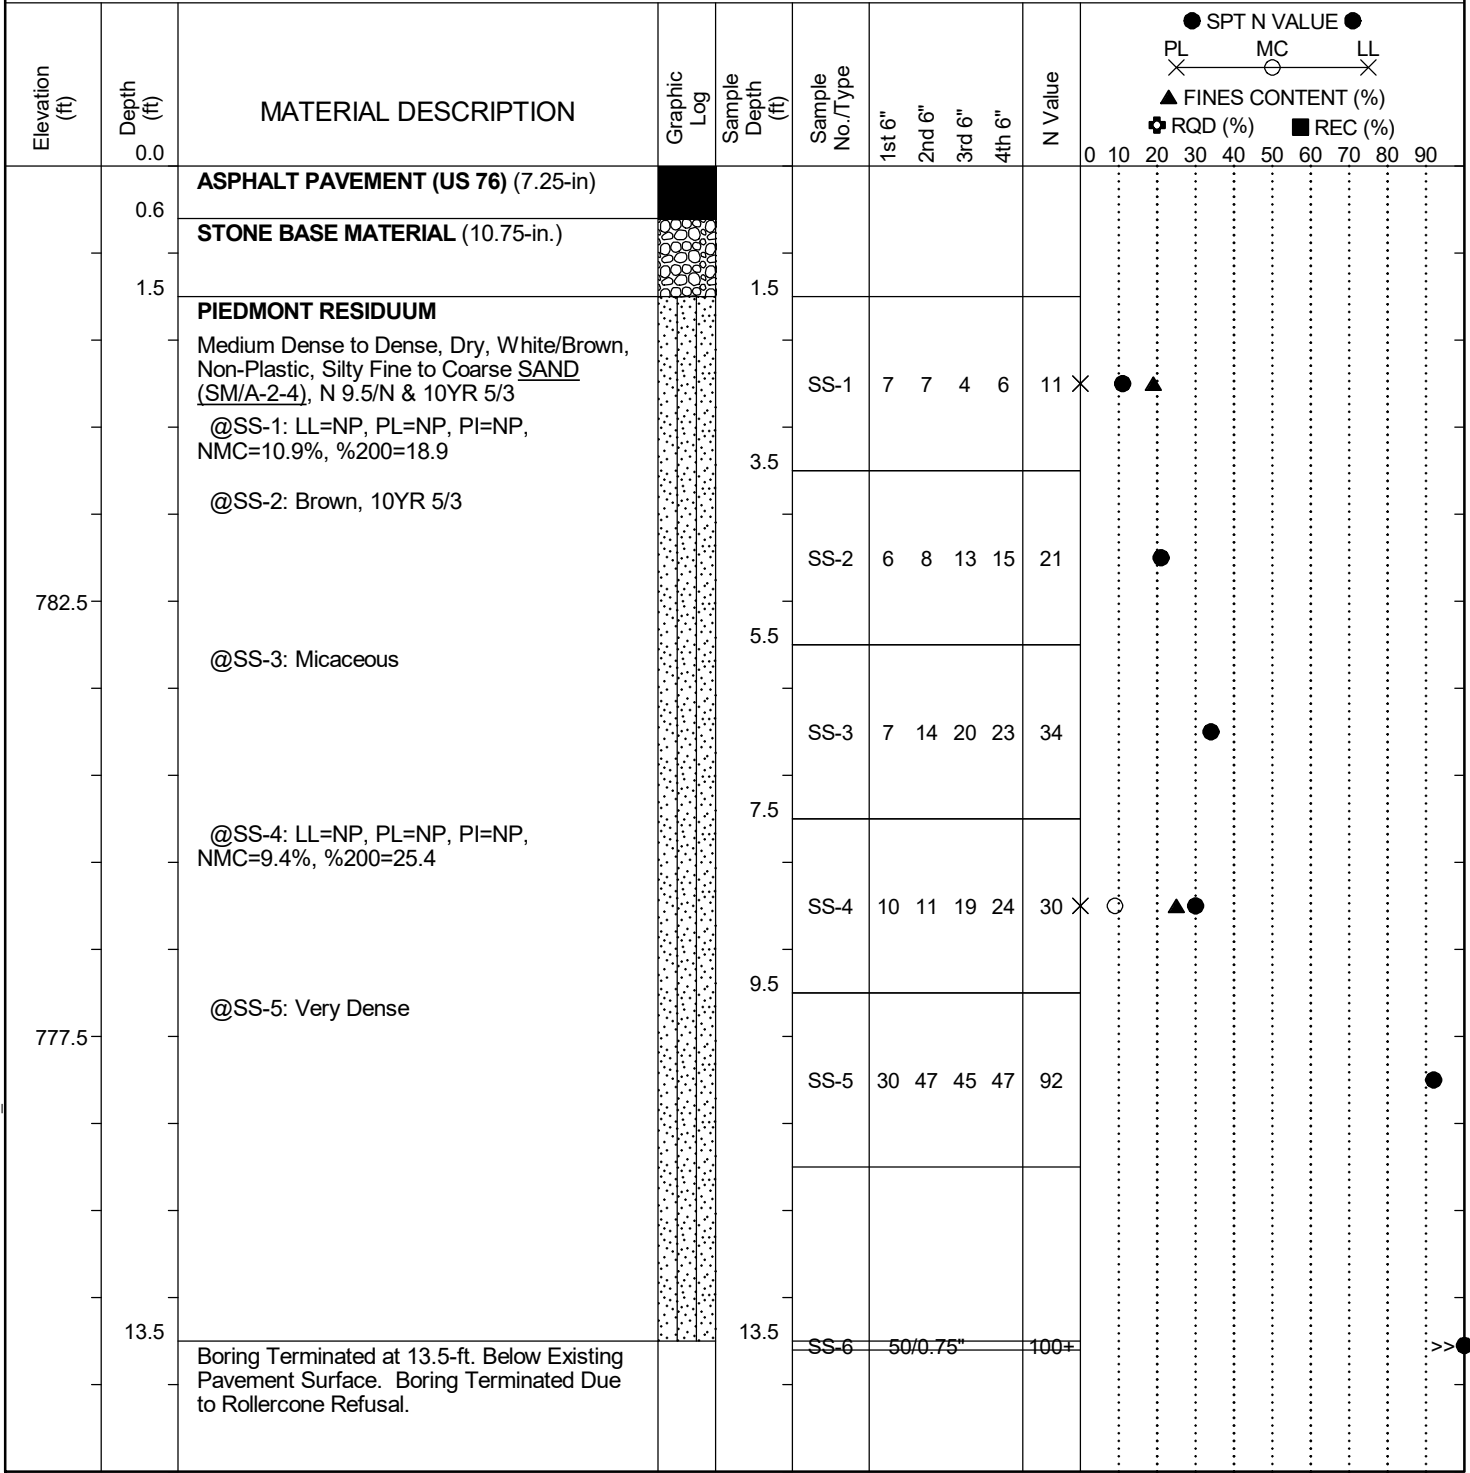 ● SPT N VALUE ●
PL MC LL
▲ FINES CONTENT (%)
RQD (%) ■ REC (%)
0 10 20 30 40 50 60 70 80 90
Elevation (ft)
Depth (ft)
0.0
MATERIAL DESCRIPTION
Graphic Log
Sample Depth (ft)
Sample No./Type
1st 6"
2nd 6"
3rd 6"
4th 6"
N Value
ASPHALT PAVEMENT (US 76) (7.25-in)
0.6
STONE BASE MATERIAL (10.75-in.)
1.5 1.5
PIEDMONT RESIDUUM
Medium Dense to Dense, Dry, White/Brown,
Non-Plastic, Silty Fine to Coarse SAND
(SM/A-2-4), N 9.5/N & 10YR 5/3
SS-1 7 7 4 6 11
@SS-1: LL=NP, PL=NP, PI=NP,
NMC=10.9%, %200=18.9
3.5
@SS-2: Brown, 10YR 5/3
SS-2 6 8 13 15 21
782.5
5.5
@SS-3: Micaceous
SS-3 7 14 20 23 34
7.5
@SS-4: LL=NP, PL=NP, PI=NP,
NMC=9.4%, %200=25.4
SS-4 10 11 19 24 30
9.5
@SS-5: Very Dense
777.5
SS-5 30 47 45 47 92
13.5 13.5
SS-6 50/0.75" 100+ >>
Boring Terminated at 13.5-ft. Below Existing
Pavement Surface. Boring Terminated Due
to Rollercone Refusal.